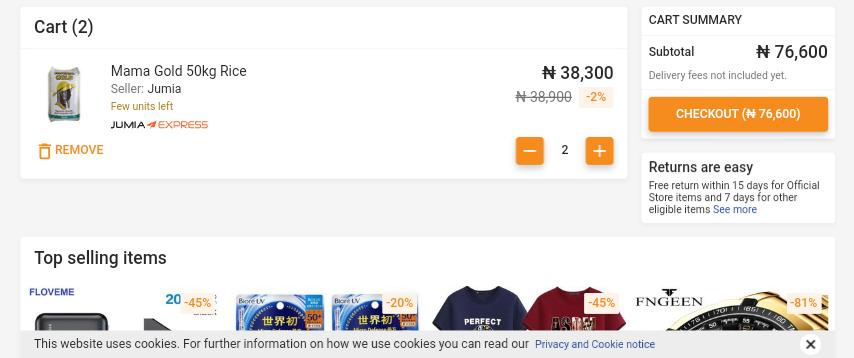 Cart (2)
CART SUMMARY
Mama Gold 50kg Rice
Seller: Jumia
Few units left
JUMIA EXPRESS
₦ 38,300
₦ 38,900 -2%
REMOVE
2
Subtotal ₦ 76,600
Delivery fees not included yet.
CHECKOUT (₦ 76,600)
Returns are easy
Free return within 15 days for Official
Store items and 7 days for other
eligible items See more
Top selling items
FLOVEME
20
-45%
Biore UV
世界初
50+
Biore UV
-20%
世界初
50+
PERFECT
-45%
FNGEEN
-81%
This website uses cookies. For further information on how we use cookies you can read our Privacy and Cookie notice